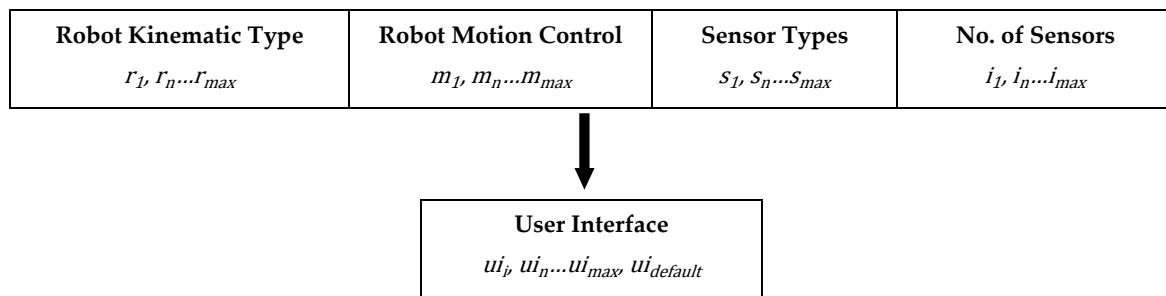 Robot Kinematic Type Robot Motion Control Sensor Types No. of Sensors
r1, rn...rmax m1, mn...mmax s1, sn...smax i1, in...imax
User Interface
uii, uin...uimax, uidefault